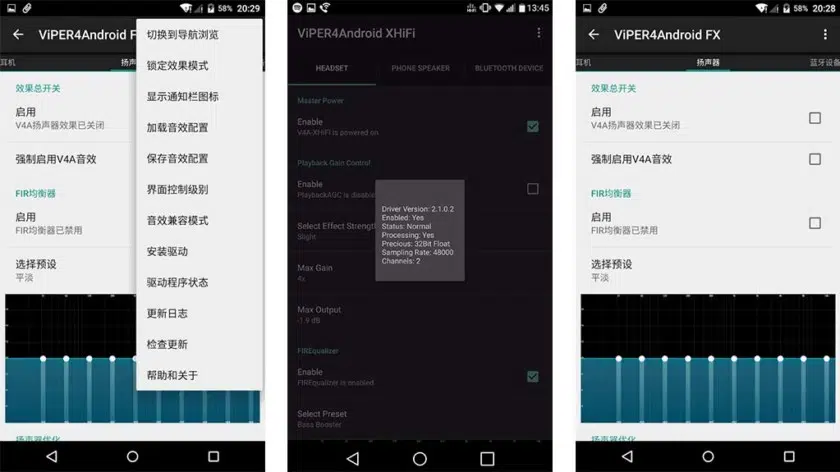 58% 20:29
ViPER4Android F
切换到导航浏览
锁定效果模式
显示通知栏图标
加载音效配置
保存音效配置
界面控制级别
音效兼容模式
安装驱动
驱动程序状态
更新日志
检查更新
帮助和关于
耳机
扬声
效果总开关
启用
V4A扬声器效果已关闭
强制启用V4A音效
FIR均衡器
启用
FIR均衡器已禁用
选择预设
平淡
扬声器优化
13:45
ViPER4Android XHiFi
HEADSET PHONE SPEAKER BLUETOOTH DEVICE
Master Power
Enable
V4A-XHiFi is powered on
Playback Gain Control
Enable
PlaybackAGC is disab
Select Effect Strengt
Slight
Max Gain
4x
Max Output
-1.9 dB
FIREqualizer
Enable
FIREqualizer is enabled
Select Preset
Bass Booster
Driver Version: 2.1.0.2
Enabled: Yes
Status: Normal
Processing: Yes
Precious: 32Bit Float
Sampling Rate: 48000
Channels: 2
58% 20:28
ViPER4Android FX
耳机 扬声器 蓝牙设备
效果总开关
启用
V4A扬声器效果已关闭
强制启用V4A音效
FIR均衡器
启用
FIR均衡器已禁用
选择预设
平淡
扬声器优化